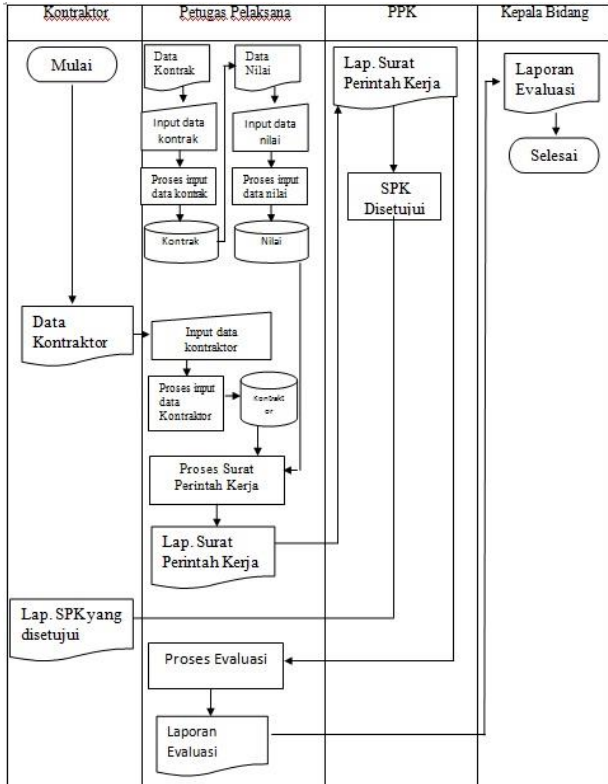 Kontraktor
Petugas Pelaksana
PPK
Kepala Bidang
Mulai
Data
Kontrak
Data
Nilai
Lap. Surat
Perintah Kerja
Laporan
Evaluasi
Input data
kontrak
Input data
nilai
Selesai
Proses input
data kontrak
Proses input
data nilai
SPK
Disetujui
Kontrak
Nilai
Data
Kontraktor
Input data
kontraktor
Proses input
data
Kontraktor
Kontrakt
or
Proses Surat
Perintah Kerja
Lap. Surat
Perintah Kerja
Lap. SPK yang
disetujui
Proses Evaluasi
Laporan
Evaluasi